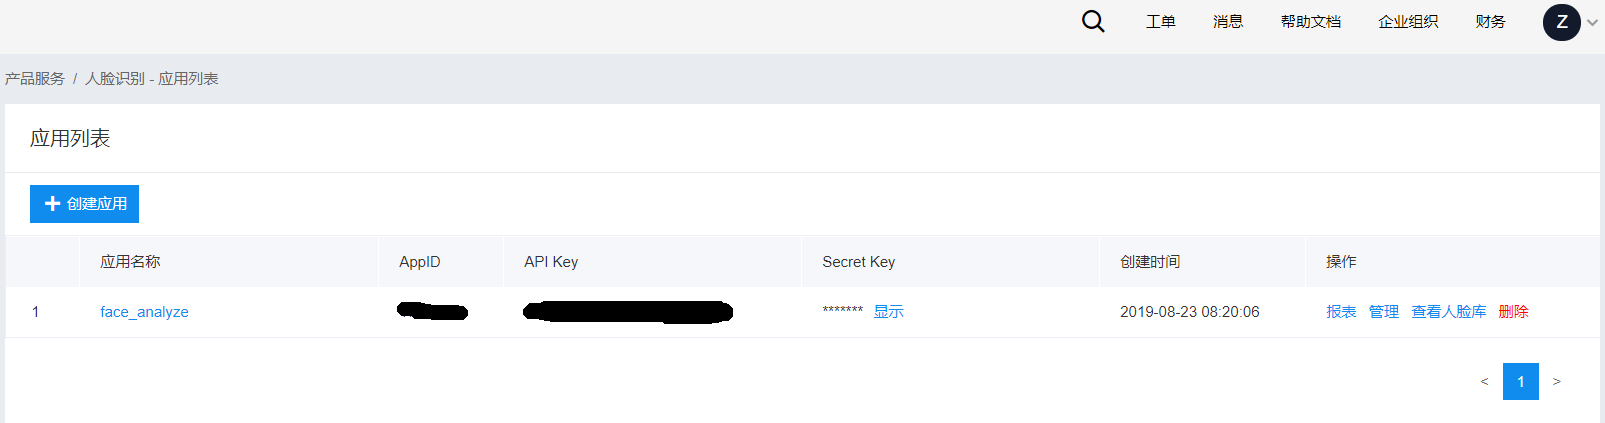 工单 消息 帮助文档 企业组织 财务 Z
产品服务 / 人脸识别 - 应用列表
应用列表
+ 创建应用
应用名称 AppID API Key Secret Key 创建时间 操作
1 face_analyze ******* 显示 2019-08-23 08:20:06 报表 管理 查看人脸库 删除
< 1 >